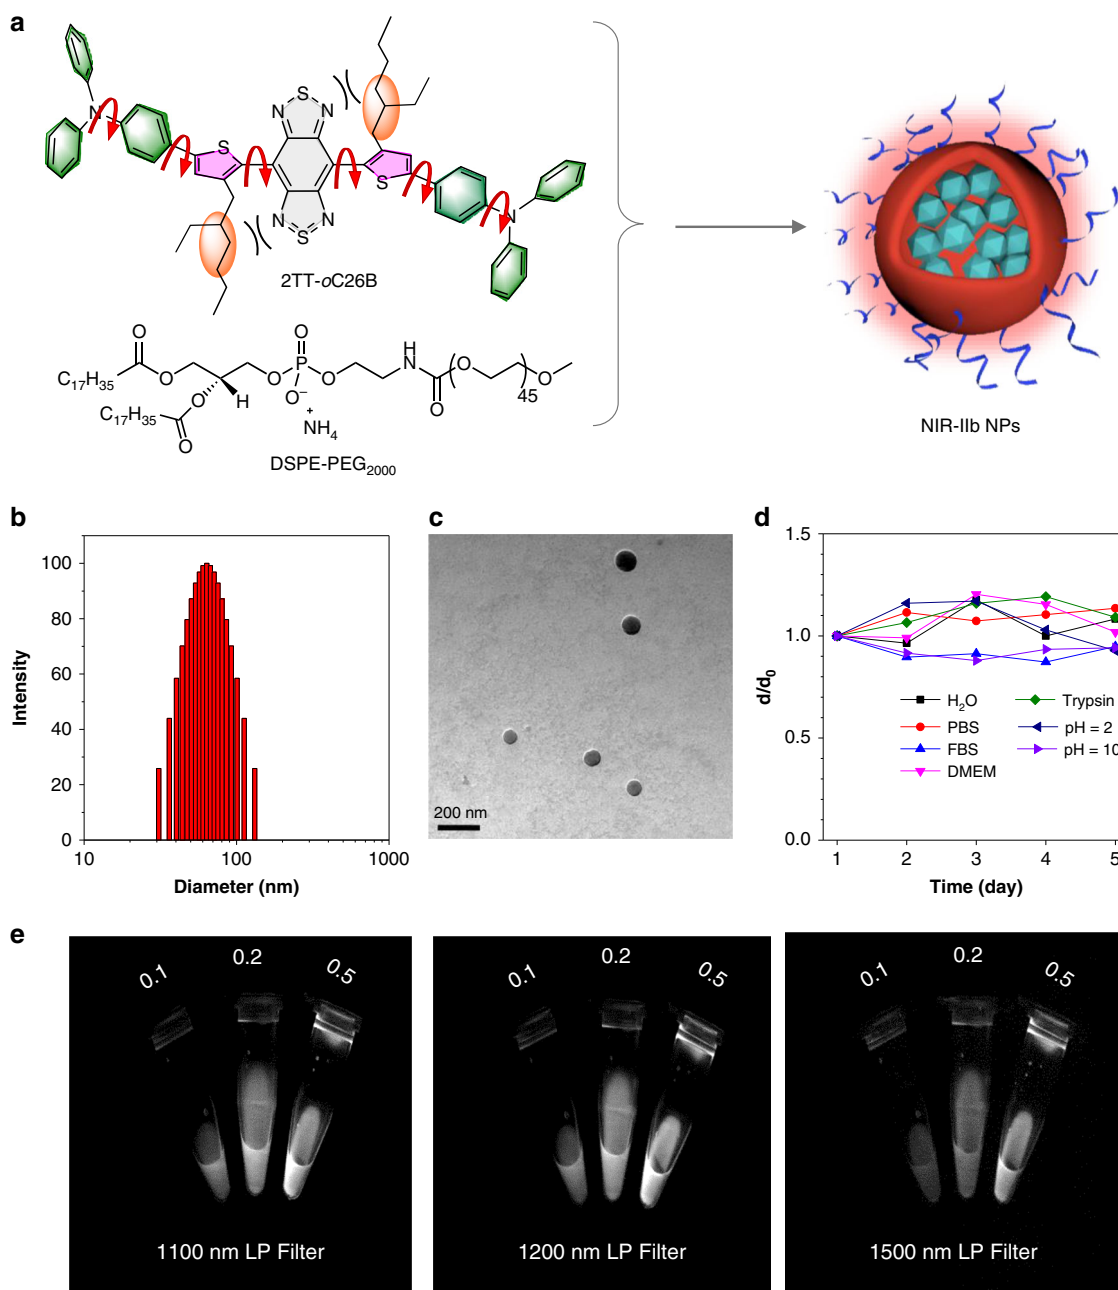 a
S
N N
N
S
S
N N
S
N
2TT-oC26B
O
O
H
C17H35 O O P O N O O
O– O 45
O H
C17H35 + NH4
O
DSPE-PEG2000
NIR-IIb NPs
b
Intensity
100
80
60
40
20
0
10 100 1000
Diameter (nm)
c
200 nm
d
d/d0
1.5
1.0
0.5
0.0
H2O Trypsin
PBS pH = 2
FBS pH = 10
DMEM
1 2 3 4 5
Time (day)
e
0.1 0.2 0.5
1100 nm LP Filter
0.1 0.2 0.5
1200 nm LP Filter
0.1 0.2 0.5
1500 nm LP Filter